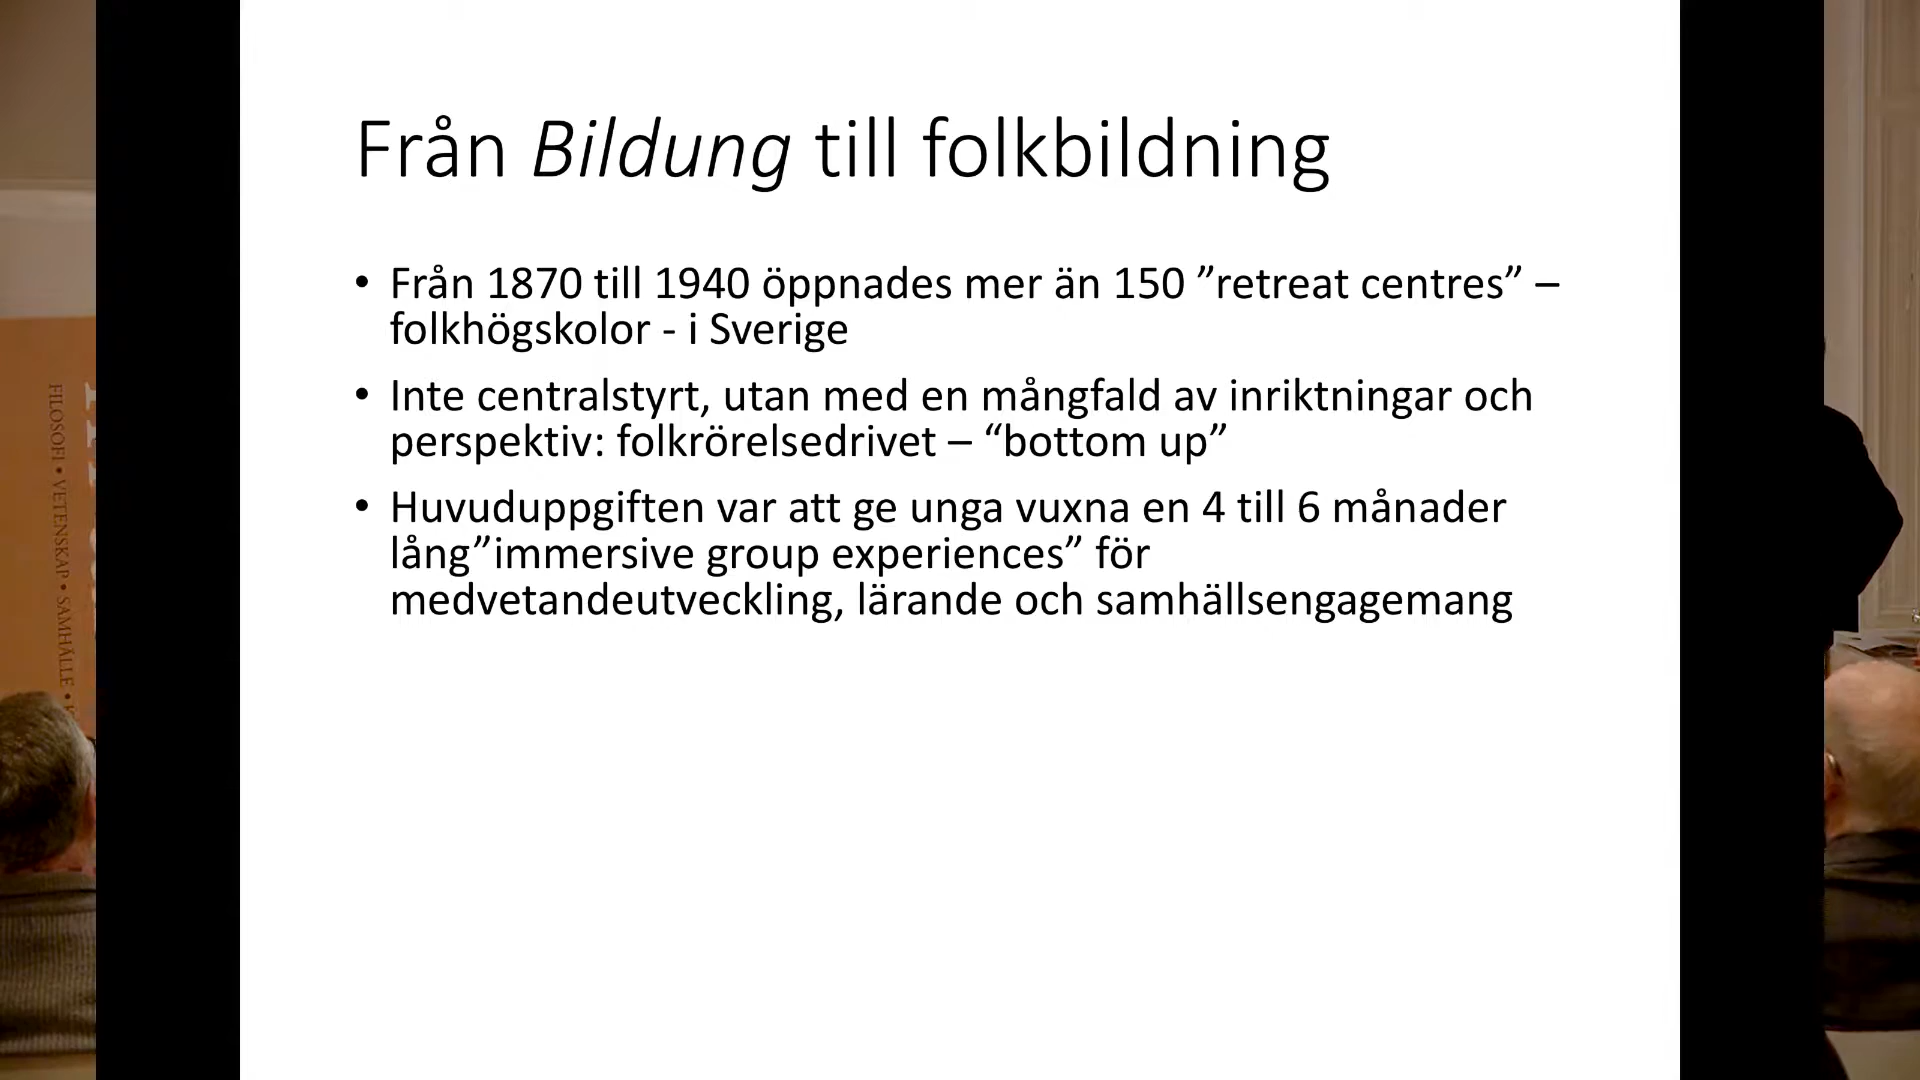 Från Bildung till folkbildning
• Från 1870 till 1940 öppnades mer än 150 ”retreat centres” –
folkhögskolor - i Sverige
• Inte centralstyrt, utan med en mångfald av inriktningar och
perspektiv: folkrörelsedrivet – “bottom up”
• Huvuduppgiften var att ge unga vuxna en 4 till 6 månader
lång”immersive group experiences” för
medvetandeutveckling, lärande och samhällsengagemang
FILOSOFI • VETENSKAP • SAMHÄLLE •